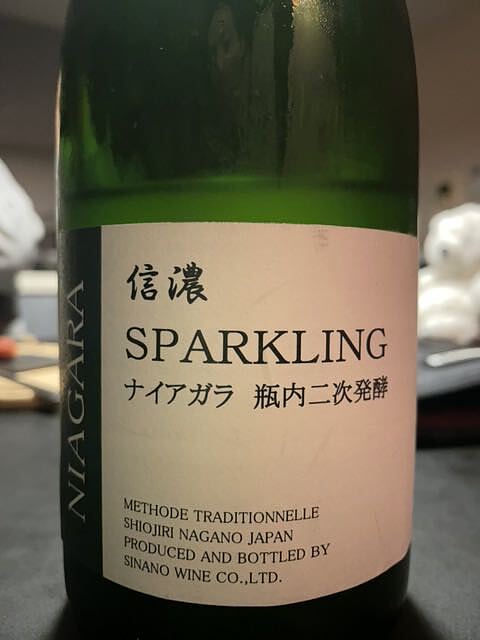 NIAGARA
信濃
SPARKLING
ナイアガラ 瓶内二次発酵
METHODE TRADITIONNELLE
SHIOJIRI NAGANO JAPAN
PRODUCED AND BOTTLED BY
SINANO WINE CO.,LTD.